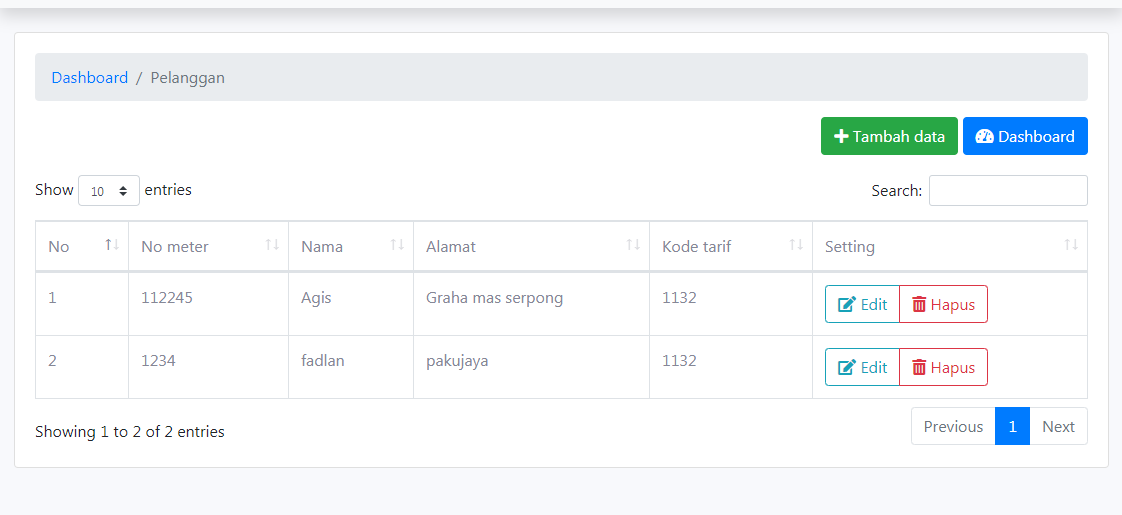 Dashboard / Pelanggan
Tambah data Dashboard
Show 10 entries Search:
No No meter Nama Alamat Kode tarif Setting
1 112245 Agis Graha mas serpong 1132 Edit Hapus
2 1234 fadlan pakujaya 1132 Edit Hapus
Showing 1 to 2 of 2 entries Previous 1 Next